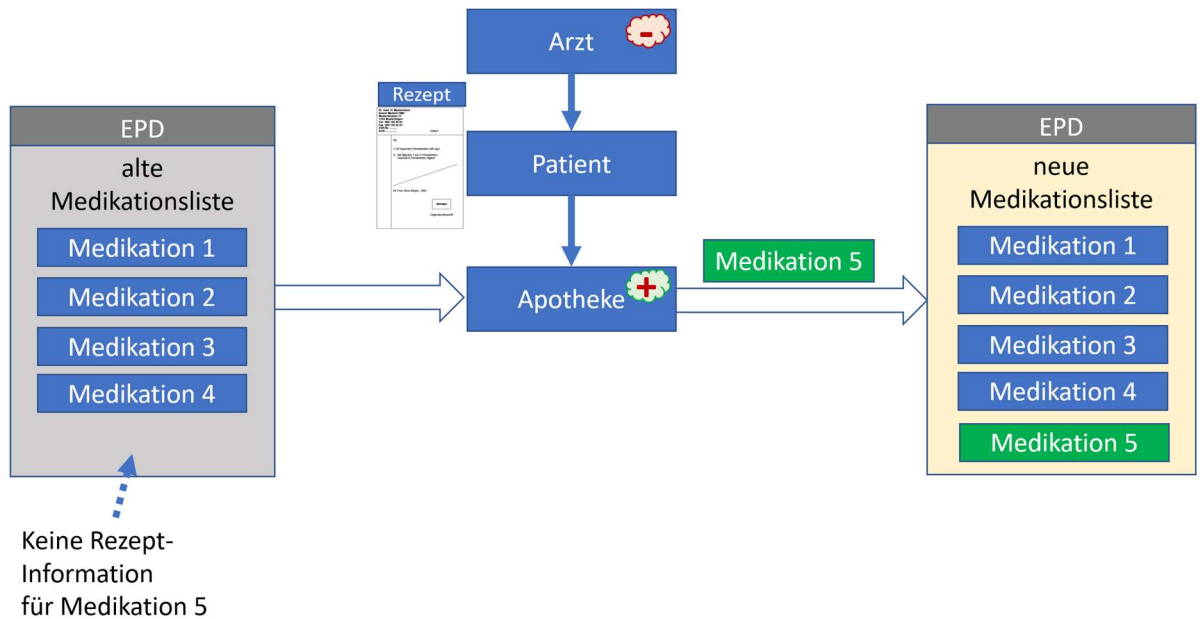 Arzt
-
Rezept
EPD
alte
Medikationsliste
Medikation 1
Medikation 2
Medikation 3
Medikation 4
Keine Rezept-
Information
für Medikation 5
Patient
Apotheke
+
Medikation 5
EPD
neue
Medikationsliste
Medikation 1
Medikation 2
Medikation 3
Medikation 4
Medikation 5